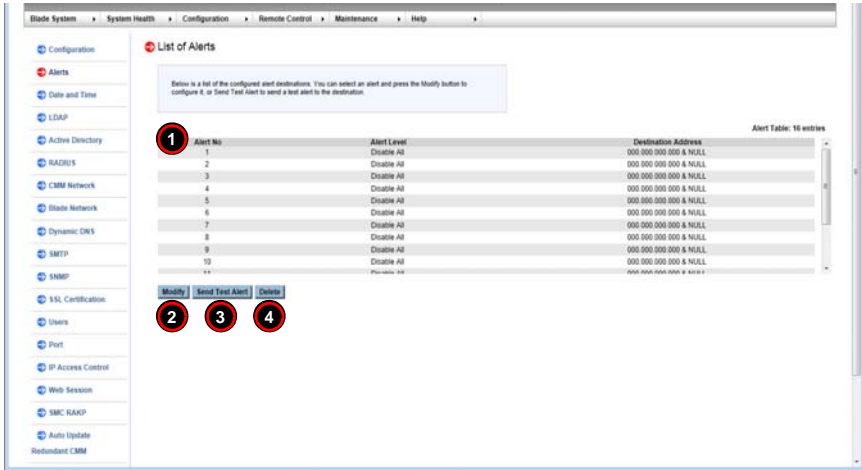 Blade System System Health Configuration Remote Control Maintenance Help
Configuration
Alerts
Date and Time
LDAP
Active Directory
RADIUS
CMM Network
Blade Network
Dynamic DNS
SMTP
SNMP
SSL Certification
Users
Port
IP Access Control
Web Session
SMC RAKP
Auto Update
Redundant CMM
List of Alerts
Below is a list of the configured alert destinations. You can select an alert and press the Modify button to
configure it, or Send Test Alert to send a test alert to the destination.
Alert Table: 16 entries
1
Alert No Alert Level Destination Address
1 Disable All 000.000.000.000 & NULL
2 Disable All 000.000.000.000 & NULL
3 Disable All 000.000.000.000 & NULL
4 Disable All 000.000.000.000 & NULL
5 Disable All 000.000.000.000 & NULL
6 Disable All 000.000.000.000 & NULL
7 Disable All 000.000.000.000 & NULL
8 Disable All 000.000.000.000 & NULL
9 Disable All 000.000.000.000 & NULL
10 Disable All 000.000.000.000 & NULL
11 Disable All 000.000.000.000 & NULL
Modify Send Test Alert Delete
2 3 4